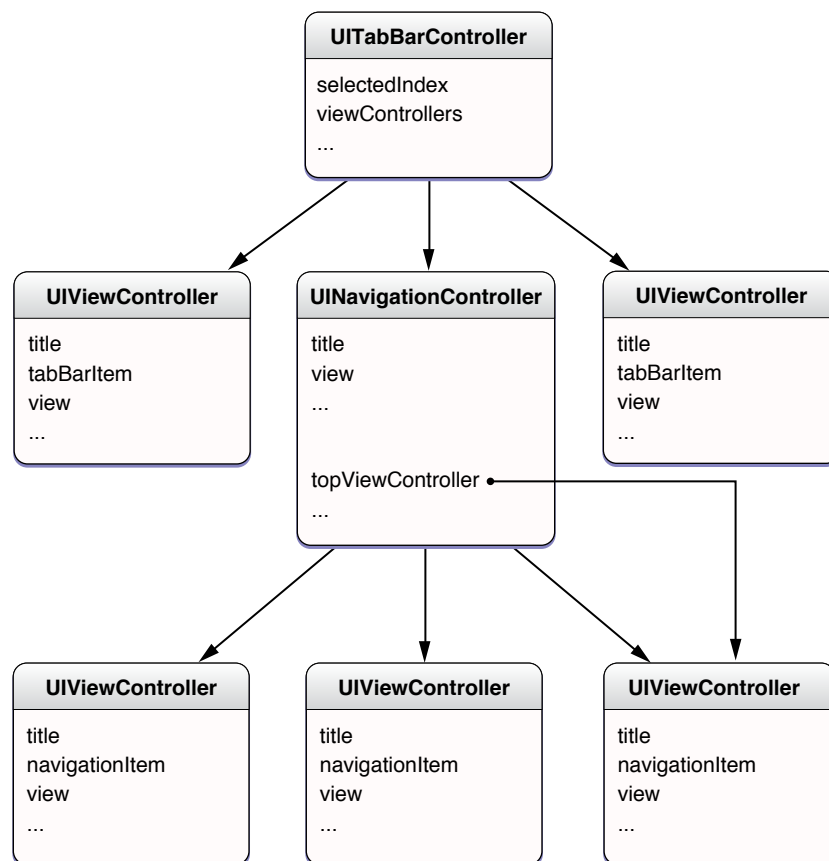 UITabBarController
selectedIndex
viewControllers
...
UIViewController
title
tabBarItem
view
...
UINavigationController
title
view
...
topViewController
...
UIViewController
title
tabBarItem
view
...
UIViewController
title
navigationItem
view
...
UIViewController
title
navigationItem
view
...
UIViewController
title
navigationItem
view
...